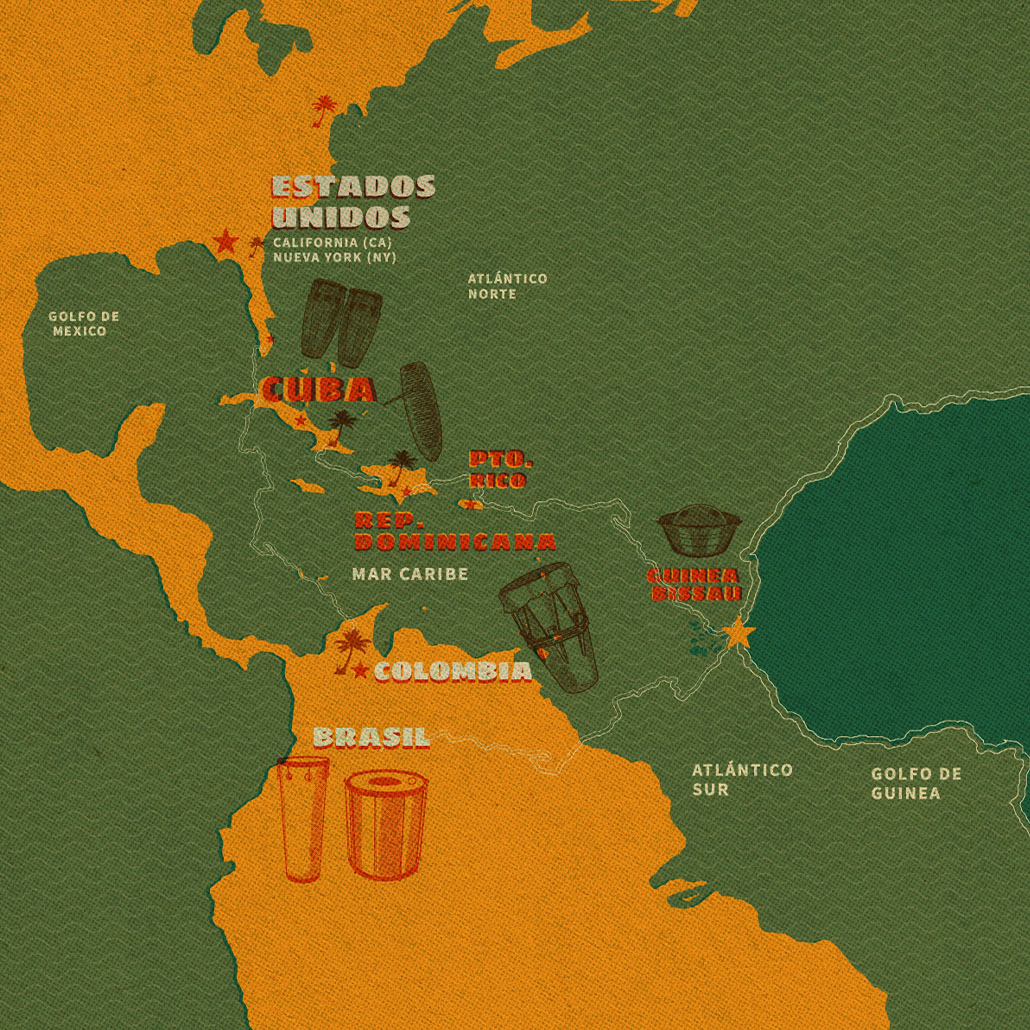 ESTADOS
UNIDOS
CALIFORNIA (CA)
NUEVA YORK (NY)
ATLÁNTICO
NORTE
GOLFO DE
MEXICO
CUBA
PTO.
RICO
REP.
DOMINICANA
MAR CARIBE
GUINEA
BISSAU
COLOMBIA
BRASIL
ATLÁNTICO
SUR
GOLFO DE
GUINEA